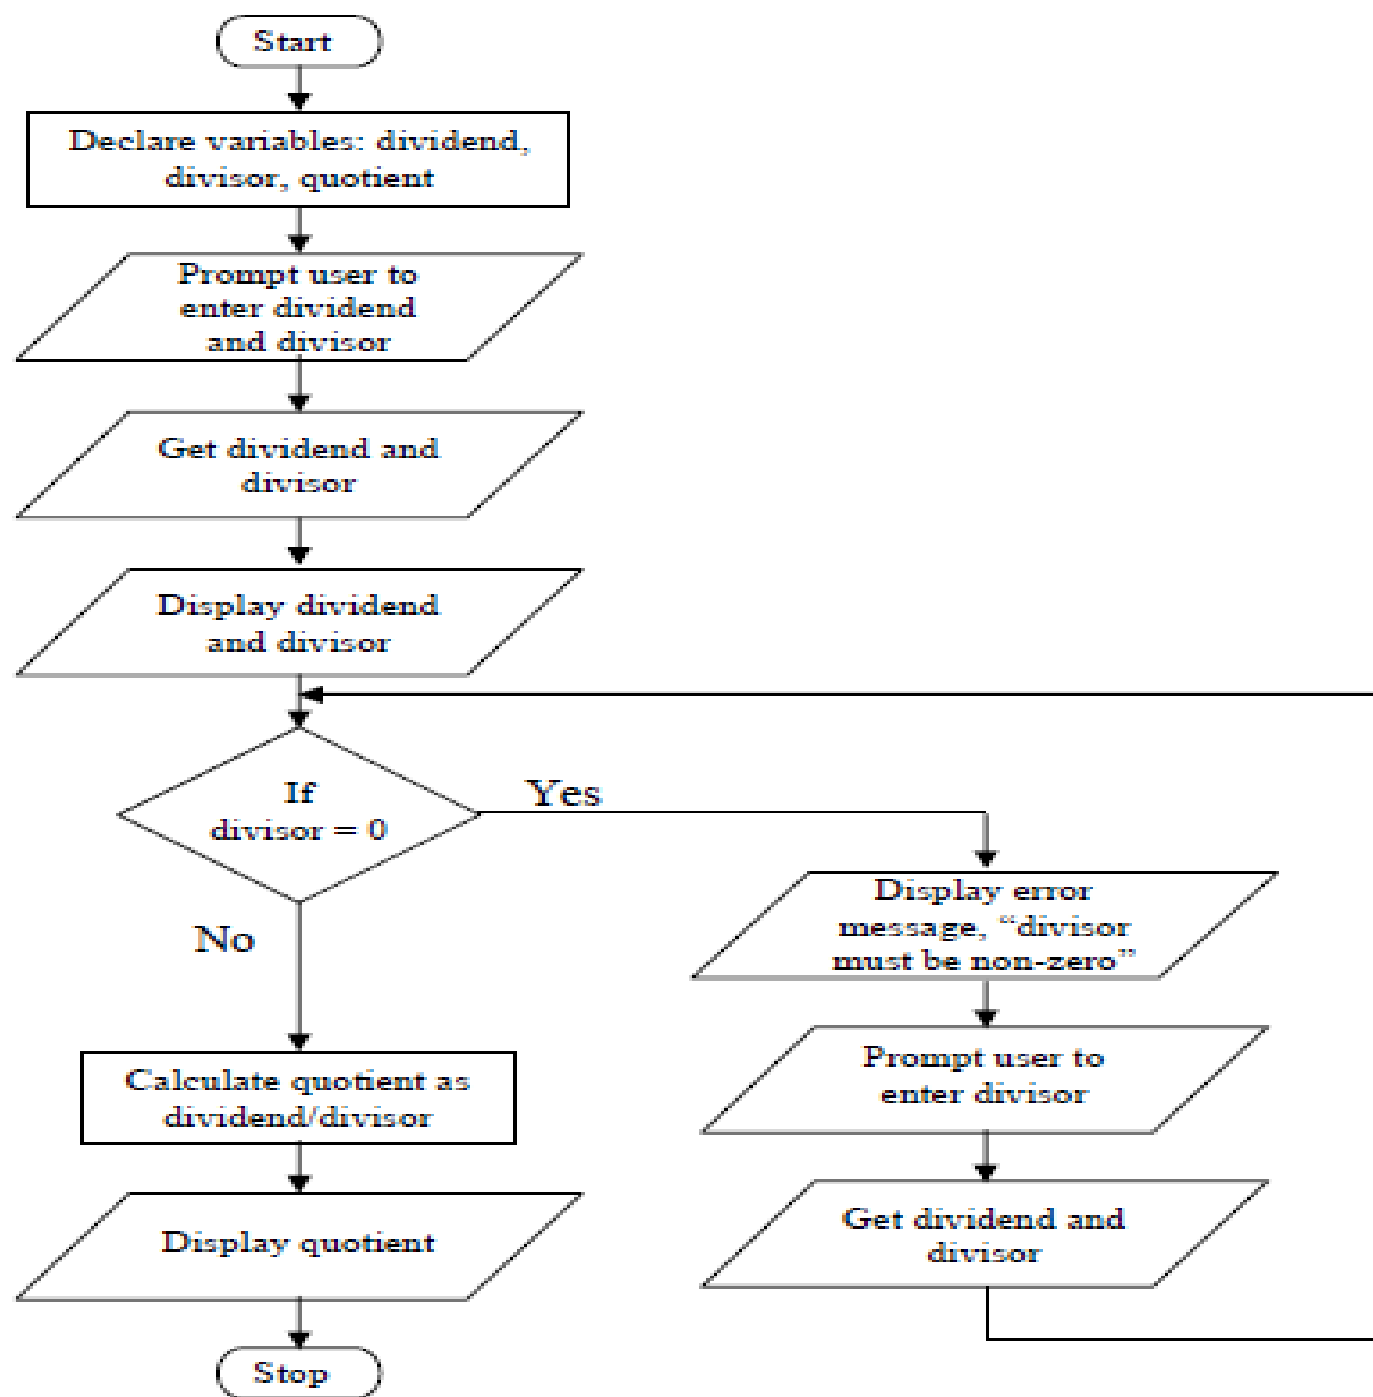 Start
Declare variables: dividend,
divisor, quotient
Prompt user to
enter dividend
and divisor
Get dividend and
divisor
Display dividend
and divisor
If
divisor = 0
Yes
No
Display error
message, “divisor
must be non-zero”
Prompt user to
enter divisor
Get dividend and
divisor
Calculate quotient as
dividend/divisor
Display quotient
Stop